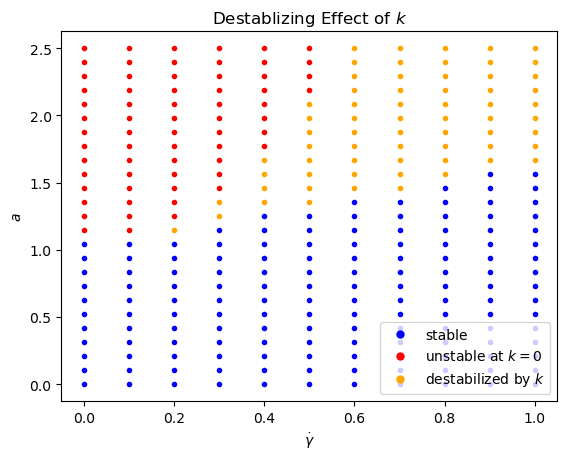 Destablizing Effect of k
2.5
2.0
1.5
1.0
0.5
0.0
a
stable
unstable at k = 0
destabilized by k
0.0
0.2
0.4
0.6
0.8
1.0
γ̇